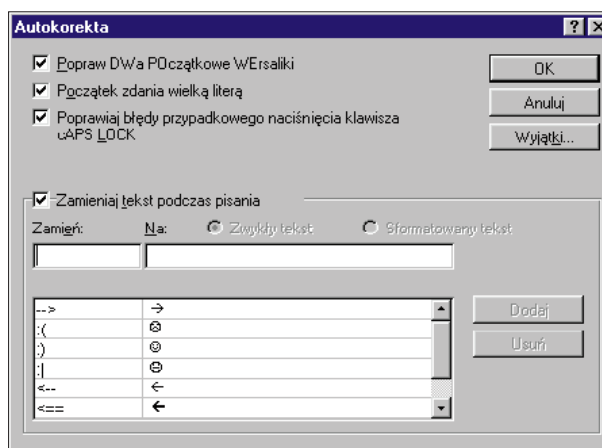 Autokorekta
Popraw DWa POczątkowe WErsaliki
Początek zdania wielką literą
Poprawiaj błędy przypadkowego naciśnięcia klawisza
cAPS LOCK
OK
Anuluj
Wyjątki...
Zamieniaj tekst podczas pisania
Zamień: Na: Zwykły tekst Sformatowany tekst
--> →
:( ☹
:) ☺
:| 😐
<-- ←
<== 🡰
Dodaj
Usuń